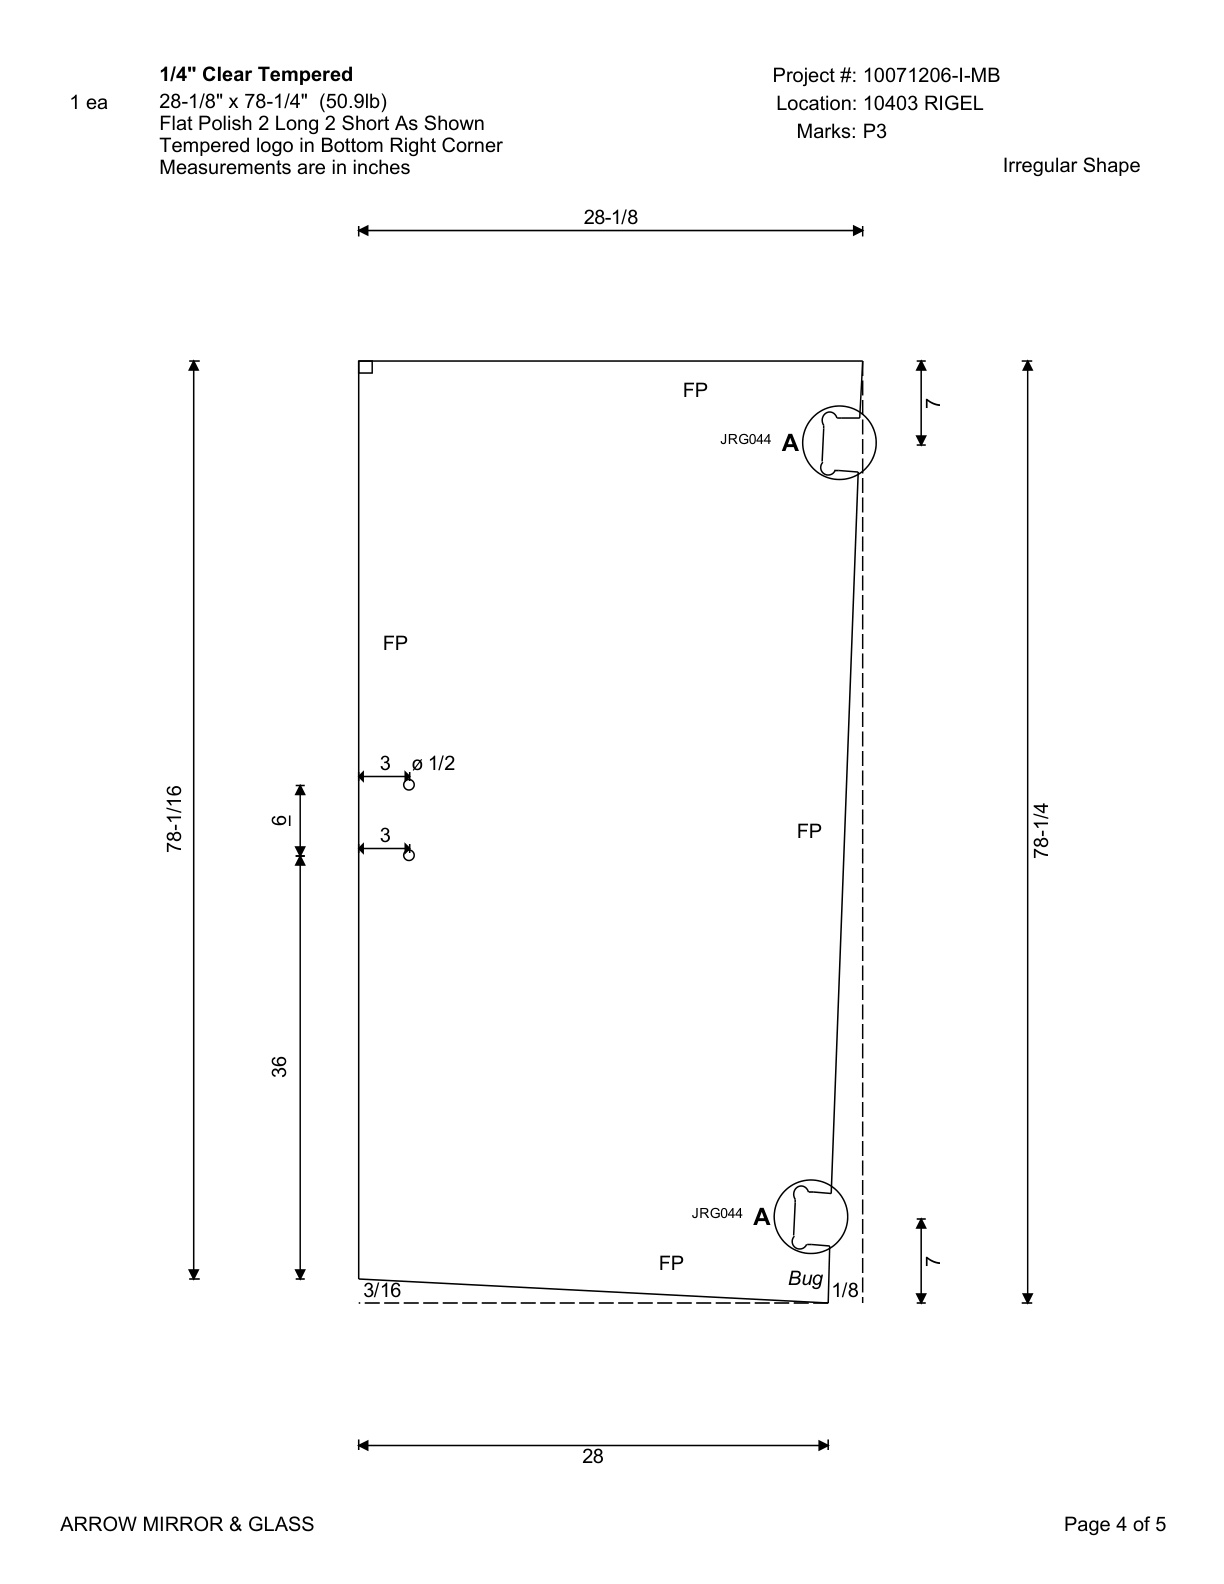 1/4" Clear Tempered
Project #: 10071206-I-MB
1 ea
28-1/8" x 78-1/4" (50.9lb)
Location: 10403 RIGEL
Flat Polish 2 Long 2 Short As Shown
Marks: P3
Tempered logo in Bottom Right Corner
Measurements are in inches
Irregular Shape
28-1/8
FP
7
JRG044 A
FP
3 ø 1/2
78-1/16
6
3
FP
78-1/4
36
JRG044 A
FP
7
Bug
3/16
1/8
28
ARROW MIRROR & GLASS
Page 4 of 5